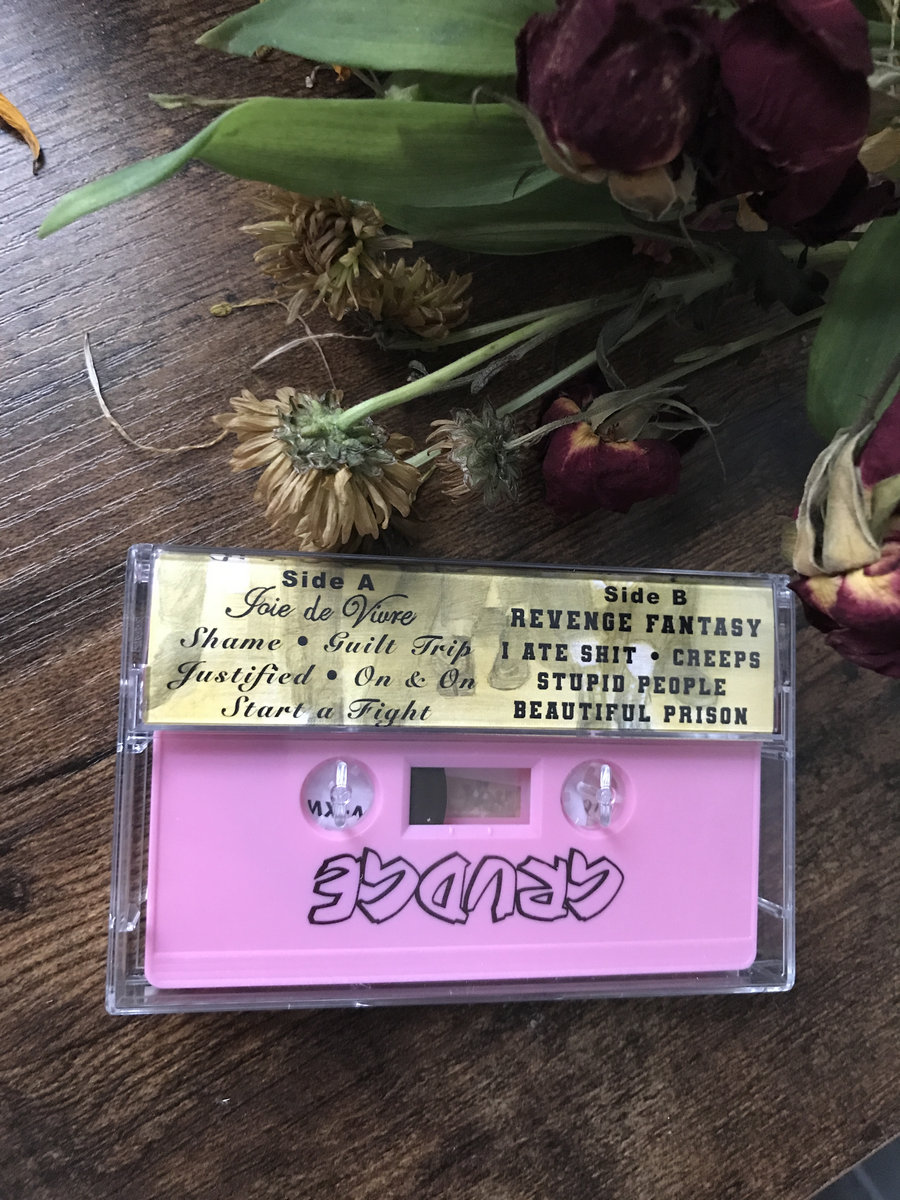 Side A
Joie de Vivre
Shame • Guilt Trip
Justified • On & On
Start a Fight
Side B
REVENGE FANTASY
I ATE SHIT • CREEPS
STUPID PEOPLE
BEAUTIFUL PRISON
GRUDGE